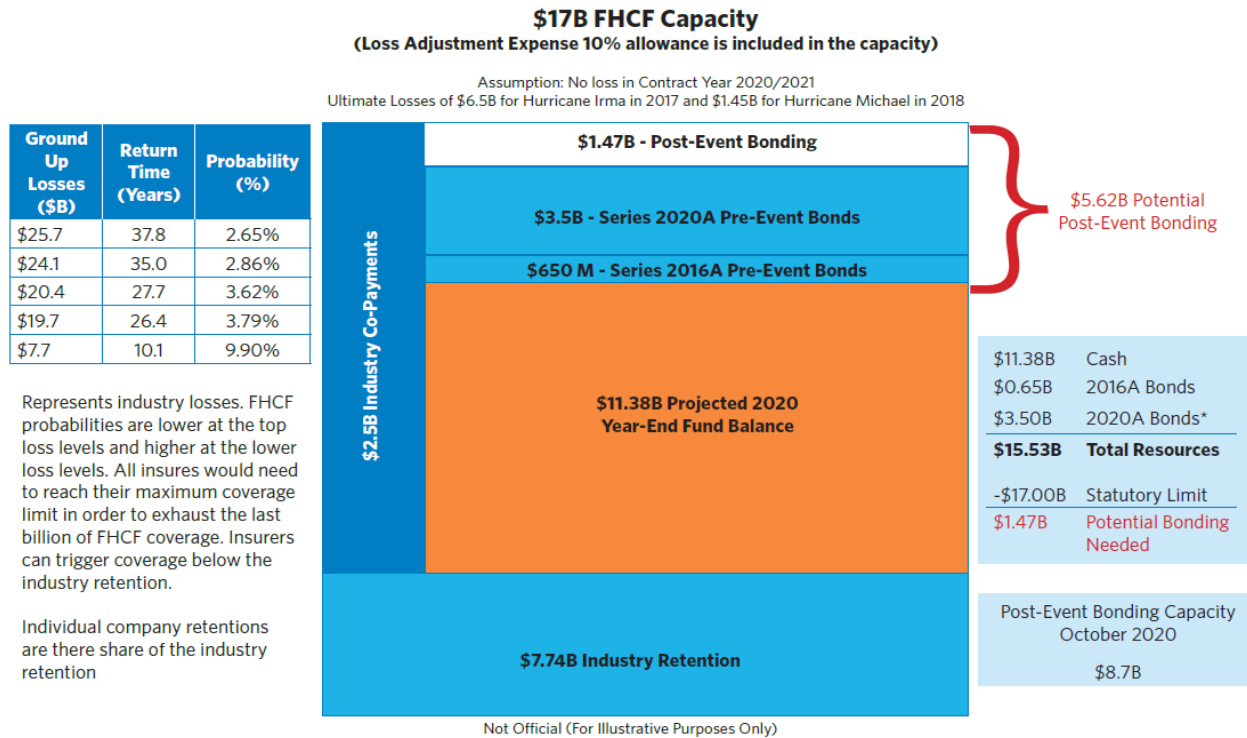 $17B FHCF Capacity
(Loss Adjustment Expense 10% allowance is included in the capacity)
Assumption: No loss in Contract Year 2020/2021
Ultimate Losses of $6.5B for Hurricane Irma in 2017 and $1.45B for Hurricane Michael in 2018
Ground
Up
Losses
($B)
Return
Time
(Years)
Probability
(%)
$25.7 37.8 2.65%
$24.1 35.0 2.86%
$20.4 27.7 3.62%
$19.7 26.4 3.79%
$7.7 10.1 9.90%
Represents industry losses. FHCF
probabilities are lower at the top
loss levels and higher at the lower
loss levels. All insures would need
to reach their maximum coverage
limit in order to exhaust the last
billion of FHCF coverage. Insurers
can trigger coverage below the
industry retention.
Individual company retentions
are there share of the industry
retention
$2.5B Industry Co-Payments
$1.47B - Post-Event Bonding
$3.5B - Series 2020A Pre-Event Bonds
$650 M - Series 2016A Pre-Event Bonds
$11.38B Projected 2020
Year-End Fund Balance
$7.74B Industry Retention
$5.62B Potential
Post-Event Bonding
$11.38B Cash
$0.65B 2016A Bonds
$3.50B 2020A Bonds*
$15.53B Total Resources
-$17.00B Statutory Limit
$1.47B Potential Bonding
Needed
Post-Event Bonding Capacity
October 2020
$8.7B
Not Official (For Illustrative Purposes Only)